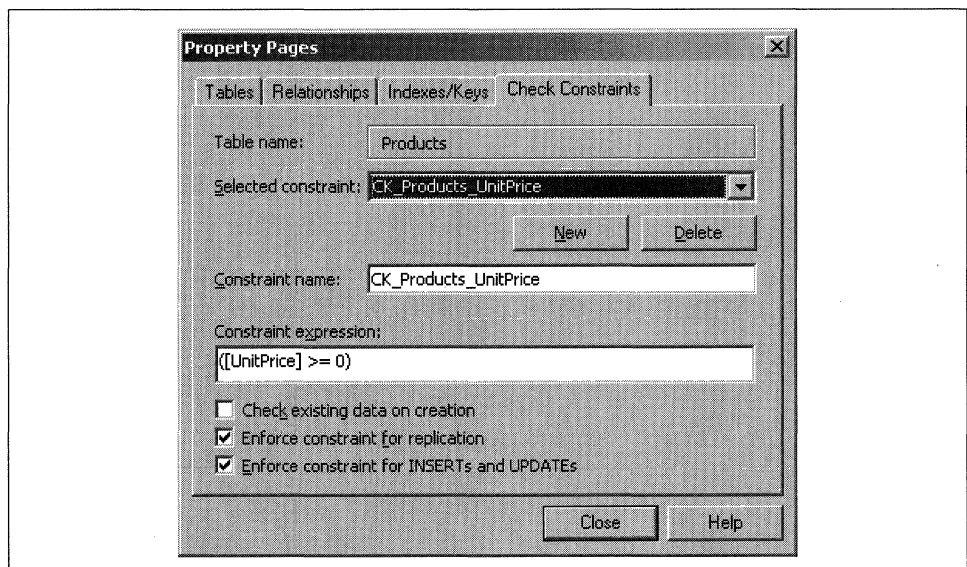 Property Pages
Tables Relationships Indexes/Keys Check Constraints
Table name: Products
Selected constraint: CK_Products_UnitPrice
New Delete
Constraint name: CK_Products_UnitPrice
Constraint expression:
([UnitPrice] >= 0)
Check existing data on creation
Enforce constraint for replication
Enforce constraint for INSERTs and UPDATEs
Close Help